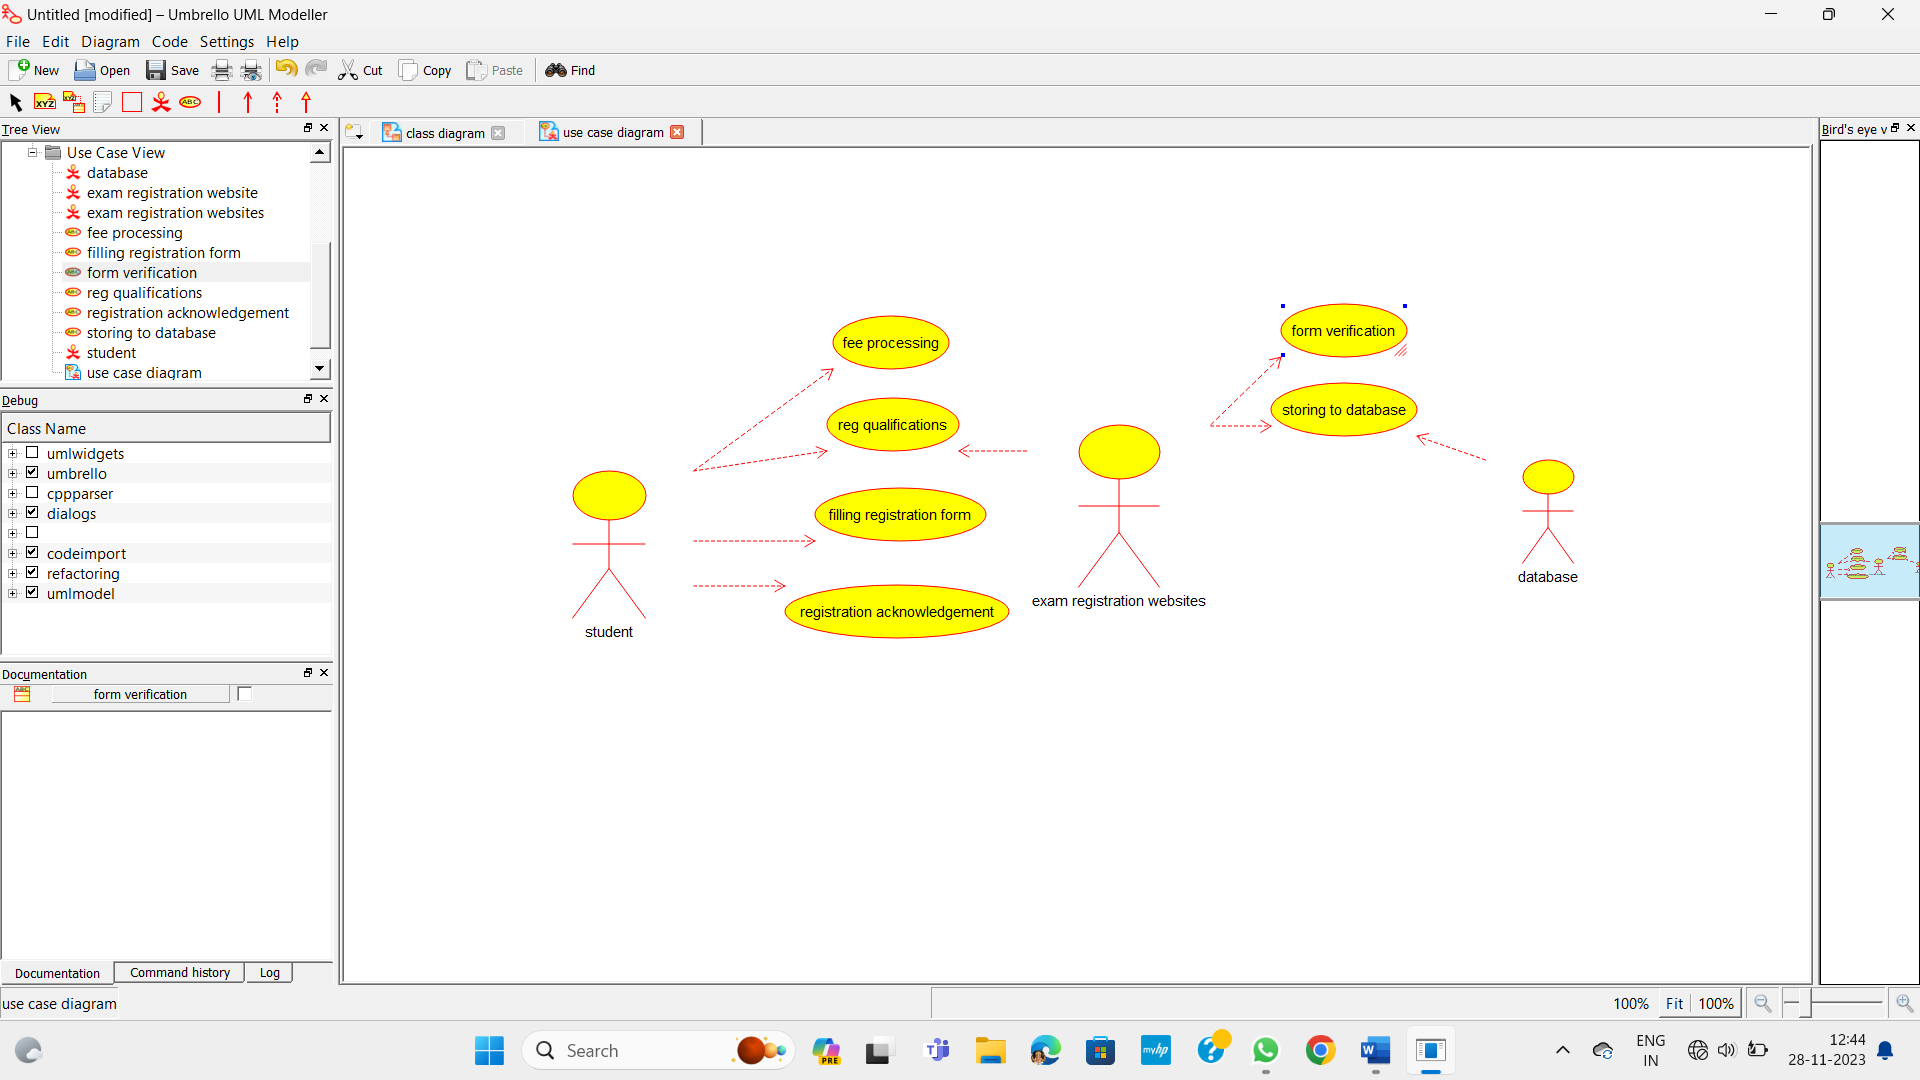 Untitled [modified] – Umbrello UML Modeller
File Edit Diagram Code Settings Help
New Open Save Cut Copy Paste Find
XYZ XYZ ABC
Tree View
class diagram use case diagram
Bird's eye v
Use Case View
database
exam registration website
exam registration websites
fee processing
filling registration form
form verification
reg qualifications
registration acknowledgement
storing to database
student
use case diagram
Debug
Class Name
umlwidgets
umbrello
cppparser
dialogs
codeimport
refactoring
umlmodel
Documentation
form verification
Documentation Command history Log
fee processing
form verification
reg qualifications
storing to database
filling registration form
registration acknowledgement
student
exam registration websites
database
use case diagram
100% Fit 100%
Search
PRE
myhp
ENG
IN
12:44
28-11-2023